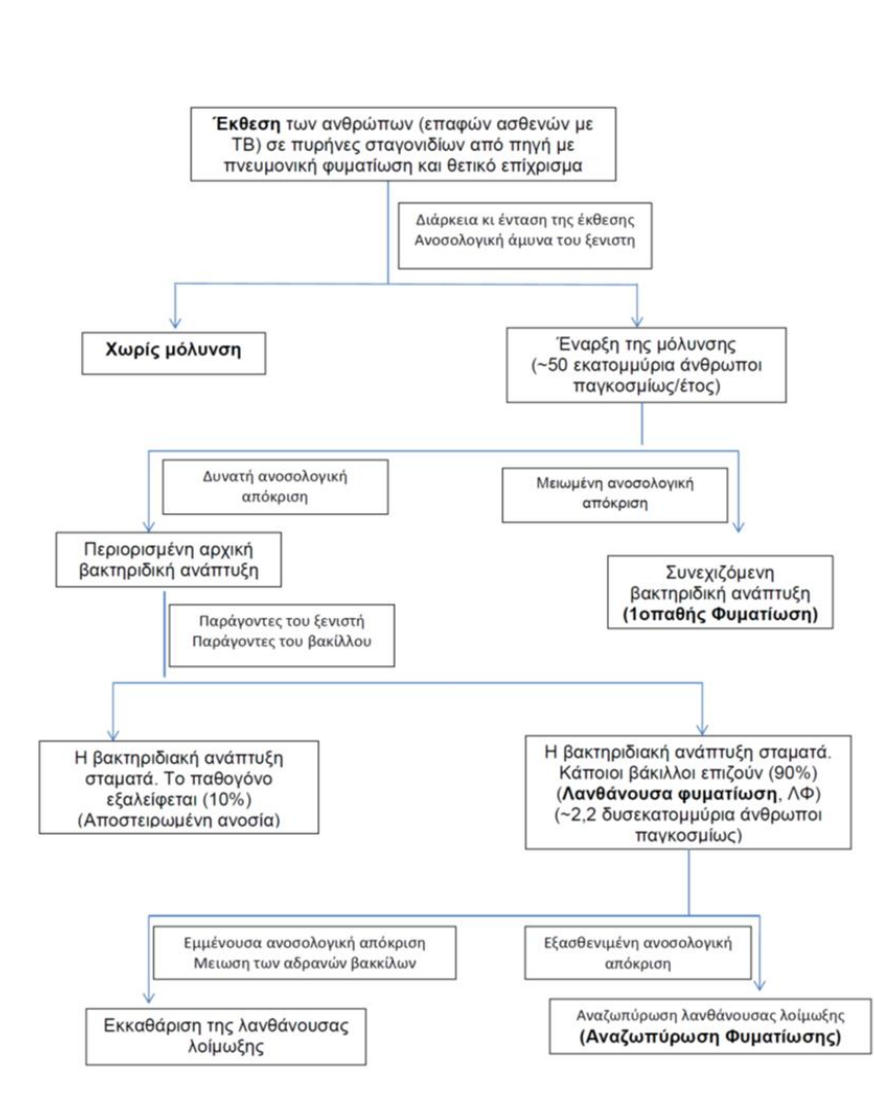 Έκθεση των ανθρώπων (επαφών ασθενών με
ΤΒ) σε πυρήνες σταγονιδίων από πηγή με
πνευμονική φυματίωση και θετικό επίχρισμα
Διάρκεια κι ένταση της έκθεσης
Ανοσολογική άμυνα του ξενιστη
Χωρίς μόλυνση
Έναρξη της μόλυνσης
(~50 εκατομμύρια άνθρωποι
παγκοσμίως/έτος)
Δυνατή ανοσολογική
απόκριση
Μειωμένη ανοσολογική
απόκριση
Περιορισμένη αρχική
βακτηριδική ανάπτυξη
Συνεχιζόμενη
βακτηριδική ανάπτυξη
(1οπαθής Φυματίωση)
Παράγοντες του ξενιστή
Παράγοντες του βακίλλου
Η βακτηριδιακή ανάπτυξη
σταματά. Το παθογόνο
εξαλείφεται (10%)
(Αποστειρωμένη ανοσία)
Η βακτηριδιακή ανάπτυξη σταματά.
Κάποιοι βάκιλλοι επιζούν (90%)
(Λανθάνουσα φυματίωση, ΛΦ)
(~2,2 δυσεκατομμύρια άνθρωποι
παγκοσμίως)
Εμμένουσα ανοσολογική απόκριση
Μειωση των αδρανών βακκίλων
Εξασθενιμένη ανοσολογική
απόκριση
Εκκαθάριση της λανθάνουσας
λοίμωξης
Αναζωπύρωση λανθάνουσας λοίμωξης
(Αναζωπύρωση Φυματίωσης)